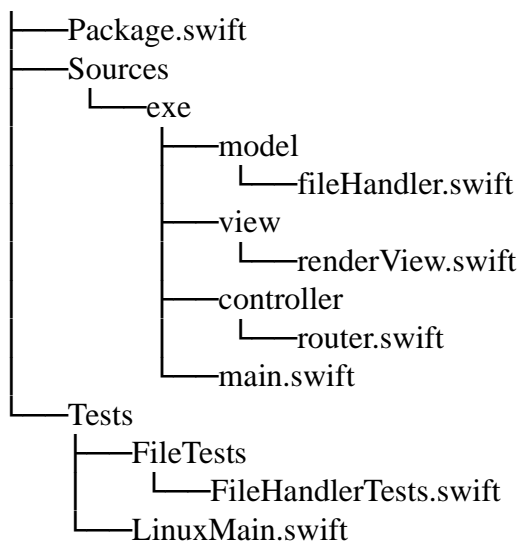 Package.swift
Sources
exe
model
fileHandler.swift
view
renderView.swift
controller
router.swift
main.swift
Tests
FileTests
FileHandlerTests.swift
LinuxMain.swift